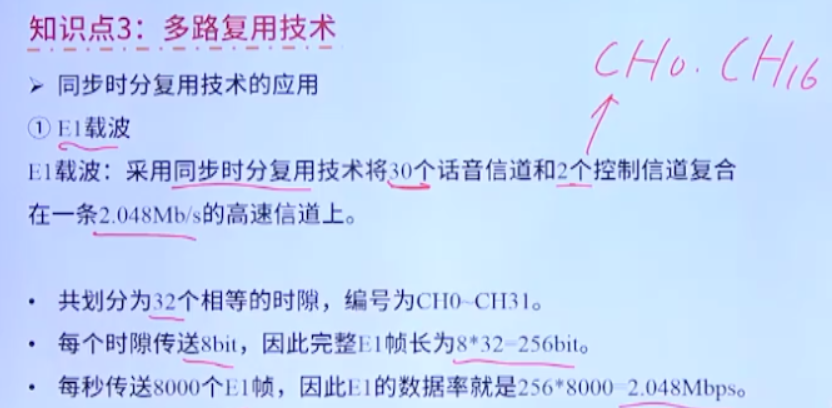 知识点3：多路复用技术
CH0. CH16
➢ 同步时分复用技术的应用
① E1载波
E1载波：采用同步时分复用技术将30个话音信道和2个控制信道复合
在一条2.048Mb/s的高速信道上。
• 共划分为32个相等的时隙，编号为CH0~CH31。
• 每个时隙传送8bit，因此完整E1帧长为8*32=256bit。
• 每秒传送8000个E1帧，因此E1的数据率就是256*8000=2.048Mbps。